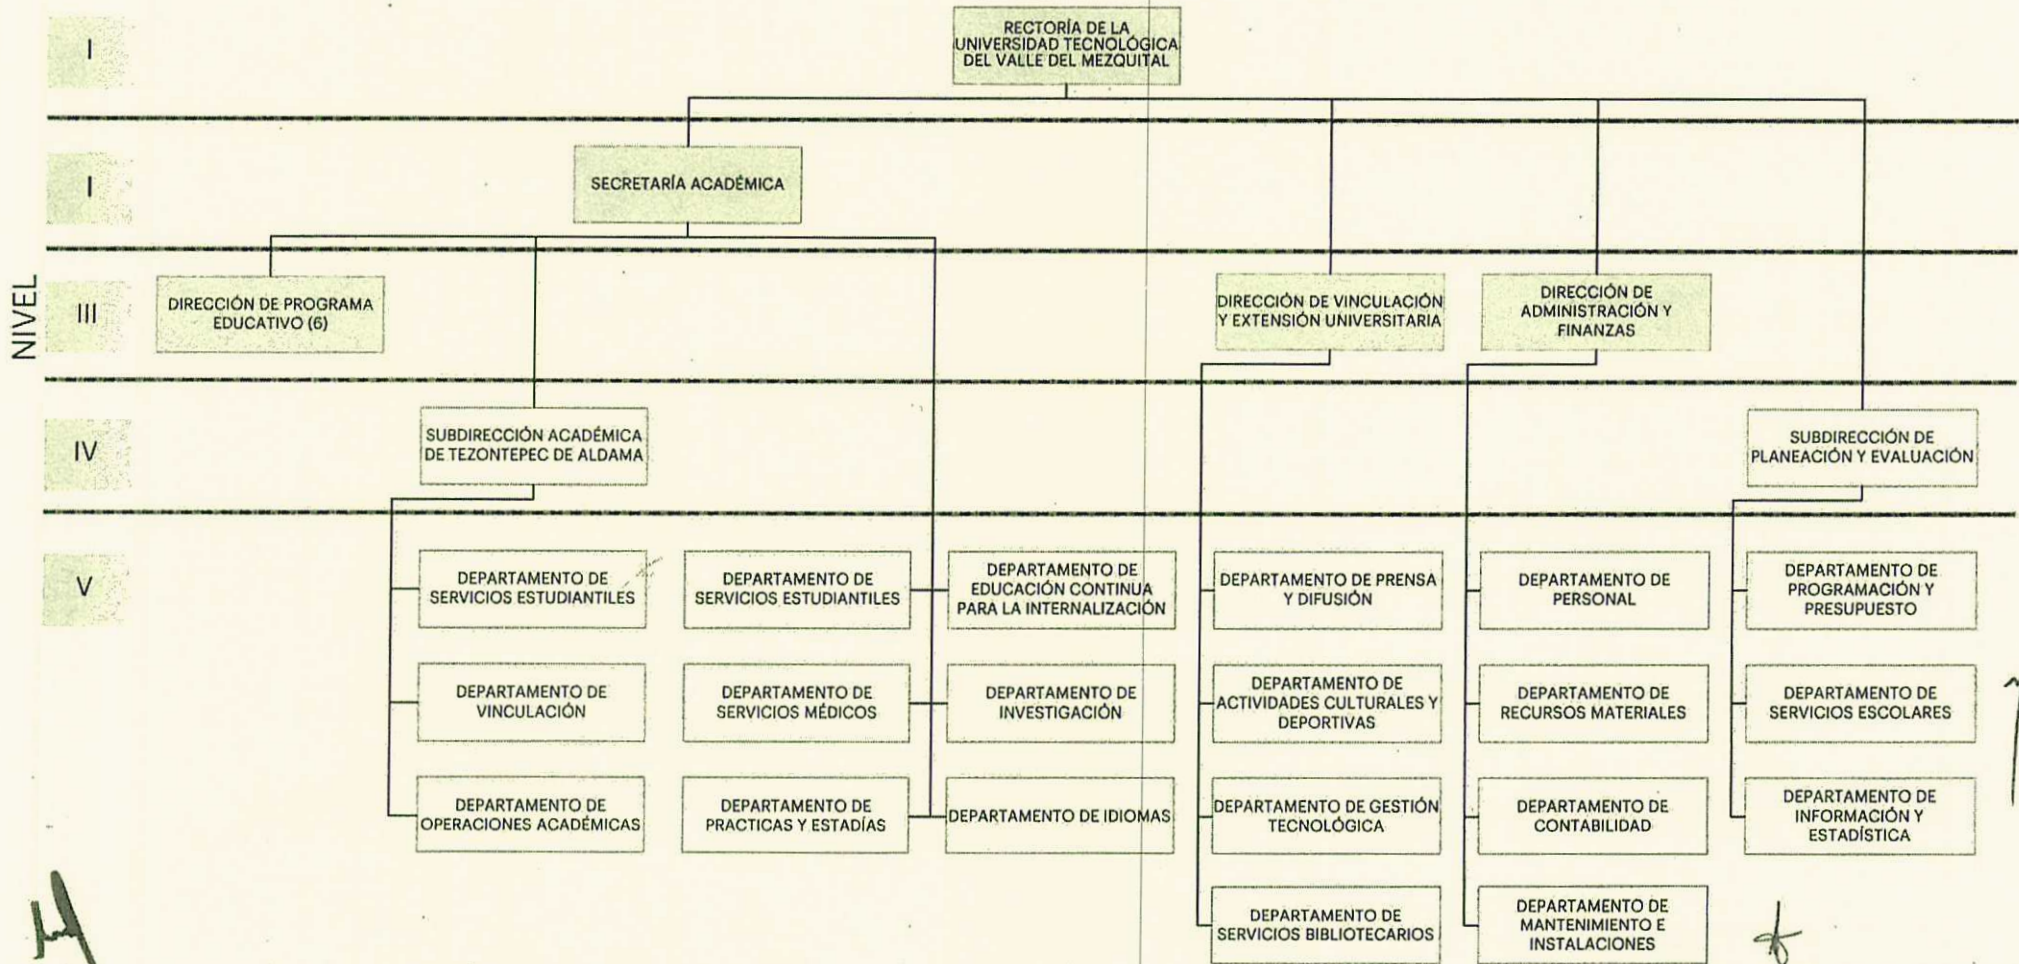 I
RECTORÍA DE LA
UNIVERSIDAD TECNOLÓGICA
DEL VALLE DEL MEZQUITAL
I
SECRETARÍA ACADÉMICA
NIVEL
III
DIRECCIÓN DE PROGRAMA
EDUCATIVO (6)
DIRECCIÓN DE VINCULACIÓN
Y EXTENSIÓN UNIVERSITARIA
DIRECCIÓN DE
ADMINISTRACIÓN Y
FINANZAS
IV
SUBDIRECCIÓN ACADÉMICA
DE TEZONTEPEC DE ALDAMA
SUBDIRECCIÓN DE
PLANEACIÓN Y EVALUACIÓN
V
DEPARTAMENTO DE
SERVICIOS ESTUDIANTILES
DEPARTAMENTO DE
SERVICIOS ESTUDIANTILES
DEPARTAMENTO DE
EDUCACIÓN CONTINUA
PARA LA INTERNALIZACIÓN
DEPARTAMENTO DE PRENSA
Y DIFUSIÓN
DEPARTAMENTO DE
PERSONAL
DEPARTAMENTO DE
PROGRAMACIÓN Y
PRESUPUESTO
DEPARTAMENTO DE
VINCULACIÓN
DEPARTAMENTO DE
SERVICIOS MÉDICOS
DEPARTAMENTO DE
INVESTIGACIÓN
DEPARTAMENTO DE
ACTIVIDADES CULTURALES Y
DEPORTIVAS
DEPARTAMENTO DE
RECURSOS MATERIALES
DEPARTAMENTO DE
SERVICIOS ESCOLARES
DEPARTAMENTO DE
OPERACIONES ACADÉMICAS
DEPARTAMENTO DE
PRACTICAS Y ESTADÍAS
DEPARTAMENTO DE IDIOMAS
DEPARTAMENTO DE GESTIÓN
TECNOLÓGICA
DEPARTAMENTO DE
CONTABILIDAD
DEPARTAMENTO DE
INFORMACIÓN Y
ESTADÍSTICA
DEPARTAMENTO DE
SERVICIOS BIBLIOTECARIOS
DEPARTAMENTO DE
MANTENIMIENTO E
INSTALACIONES